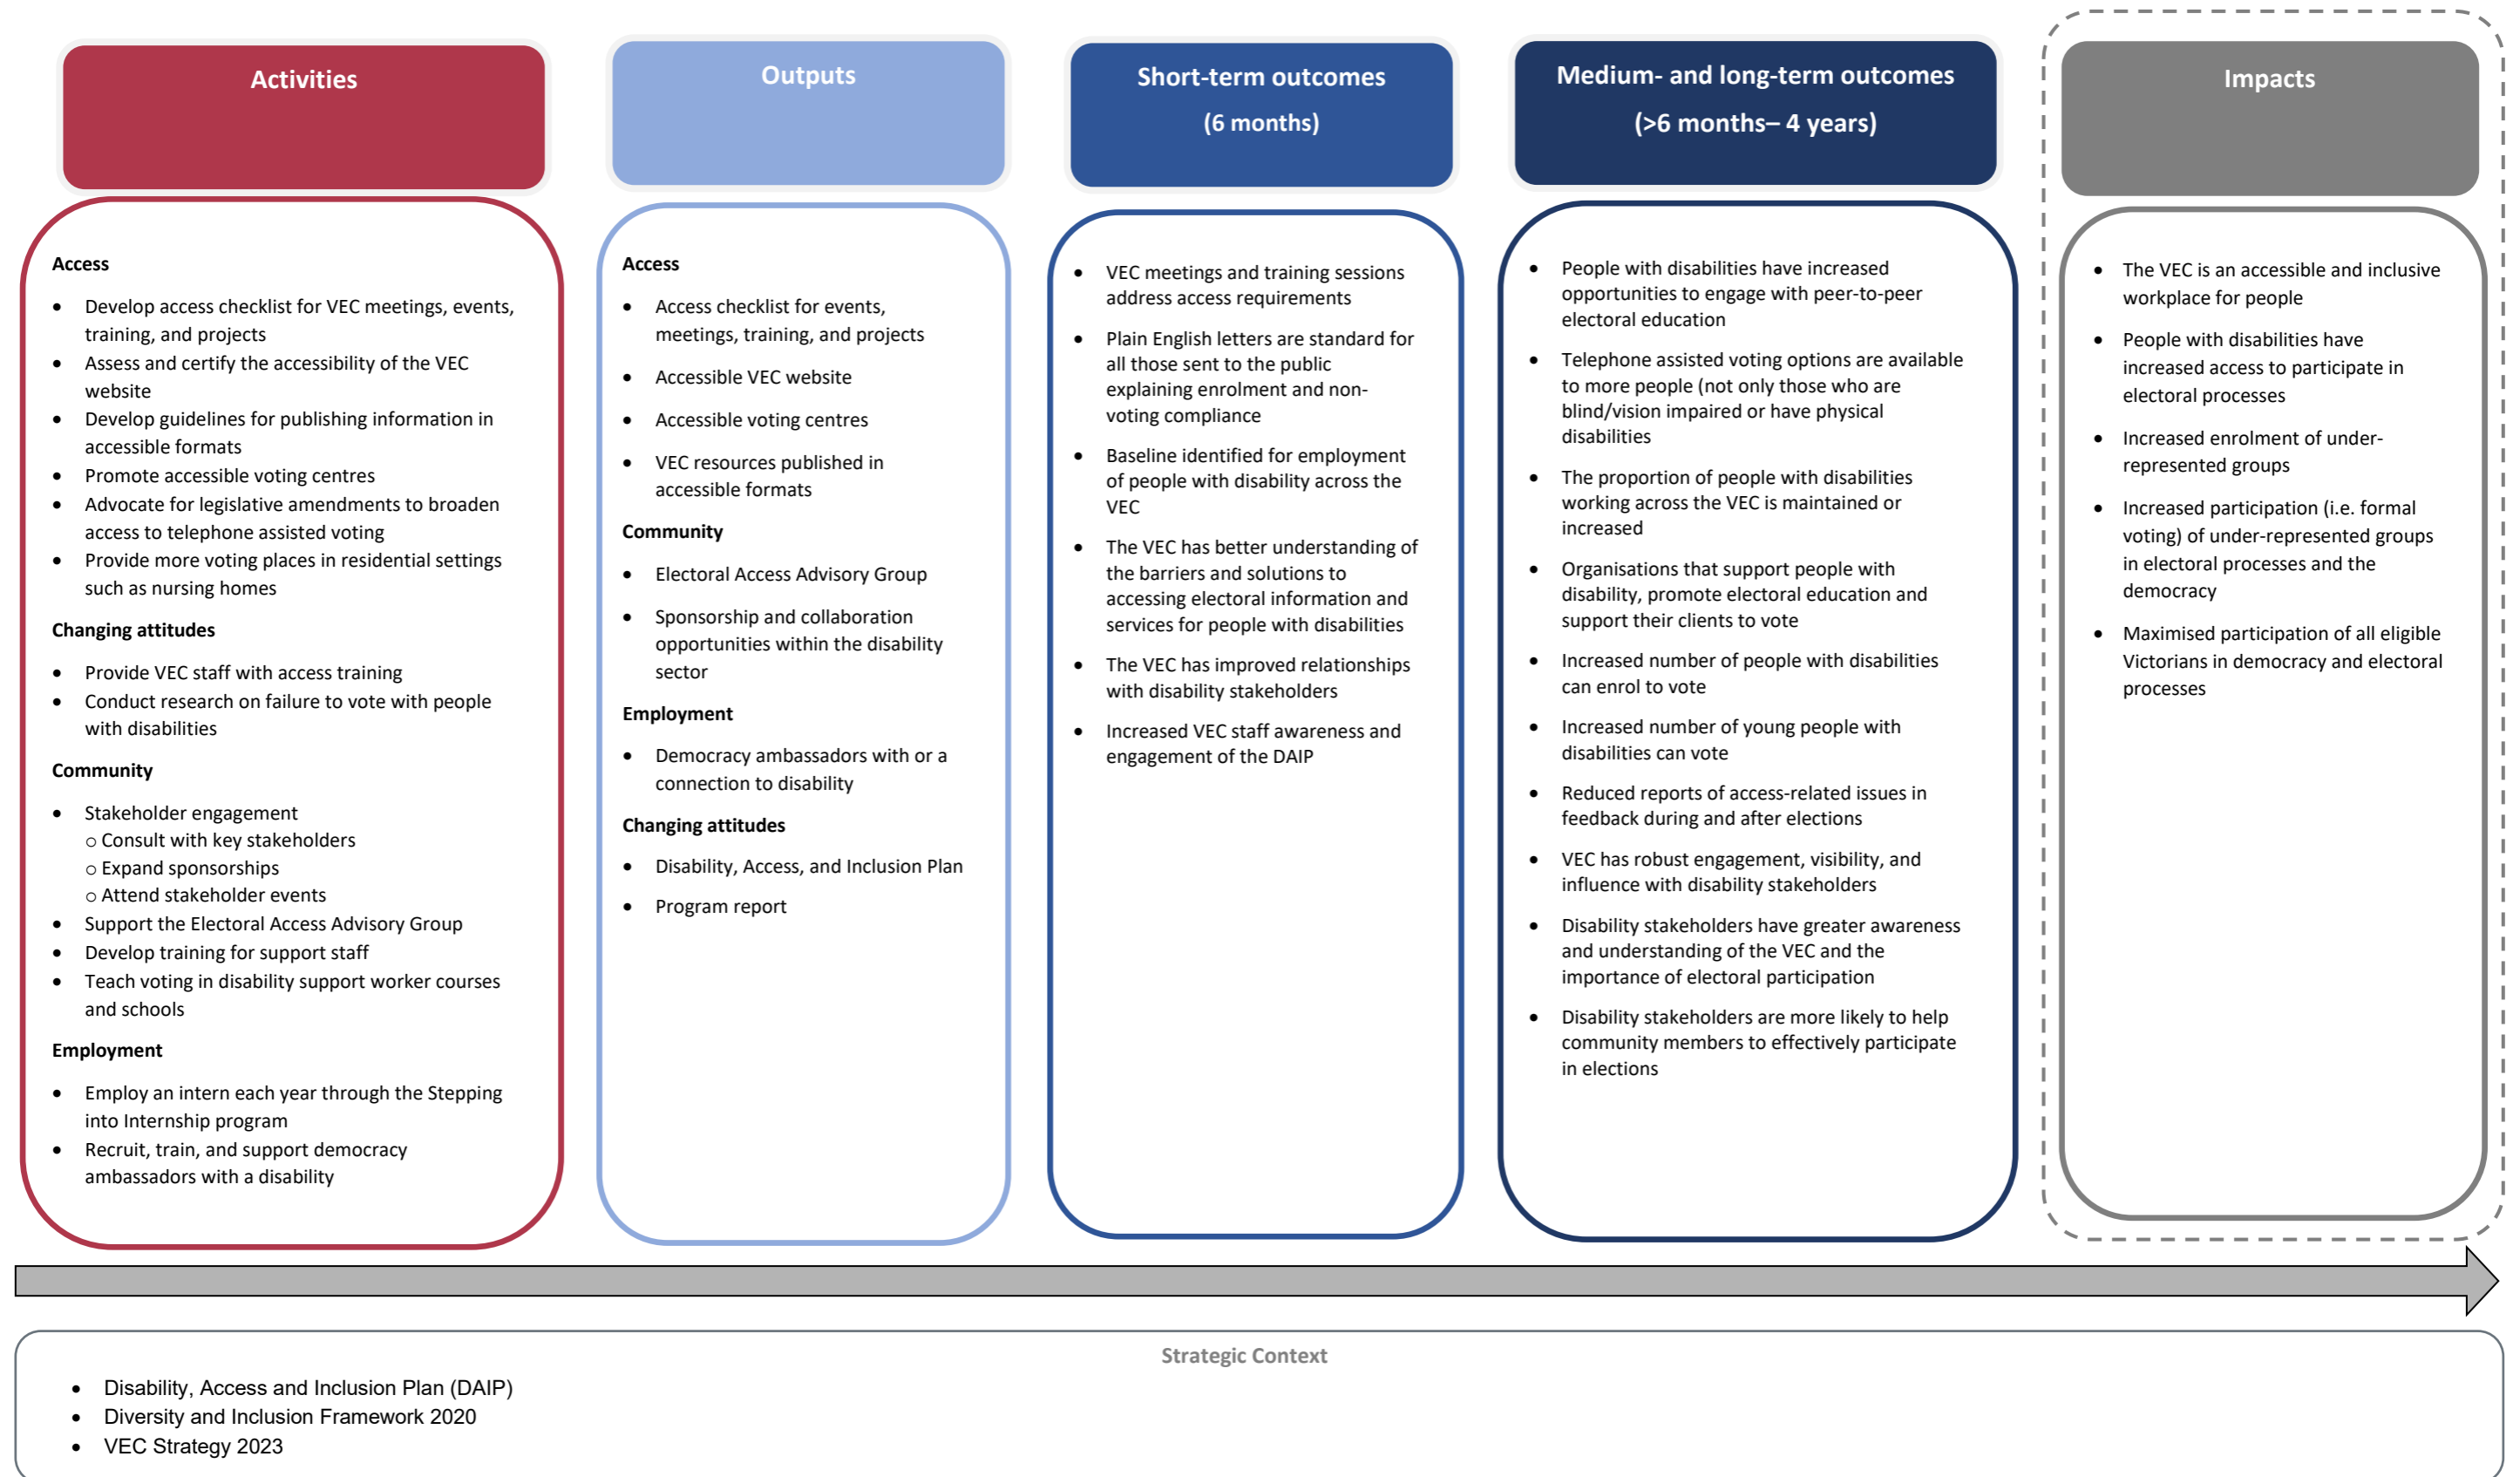 Activities
Access
• Develop access checklist for VEC meetings, events,
training, and projects
• Assess and certify the accessibility of the VEC
website
• Develop guidelines for publishing information in
accessible formats
• Promote accessible voting centres
• Advocate for legislative amendments to broaden
access to telephone assisted voting
• Provide more voting places in residential settings
such as nursing homes
Changing attitudes
• Provide VEC staff with access training
• Conduct research on failure to vote with people
with disabilities
Community
• Stakeholder engagement
o Consult with key stakeholders
o Expand sponsorships
o Attend stakeholder events
• Support the Electoral Access Advisory Group
• Develop training for support staff
• Teach voting in disability support worker courses
and schools
Employment
• Employ an intern each year through the Stepping
into Internship program
• Recruit, train, and support democracy
ambassadors with a disability
Outputs
Access
• Access checklist for events,
meetings, training, and projects
• Accessible VEC website
• Accessible voting centres
• VEC resources published in
accessible formats
Community
• Electoral Access Advisory Group
• Sponsorship and collaboration
opportunities within the disability
sector
Employment
• Democracy ambassadors with or a
connection to disability
Changing attitudes
• Disability, Access, and Inclusion Plan
• Program report
Short-term outcomes
(6 months)
• VEC meetings and training sessions
address access requirements
• Plain English letters are standard for
all those sent to the public
explaining enrolment and non-
voting compliance
• Baseline identified for employment
of people with disability across the
VEC
• The VEC has better understanding of
the barriers and solutions to
accessing electoral information and
services for people with disabilities
• The VEC has improved relationships
with disability stakeholders
• Increased VEC staff awareness and
engagement of the DAIP
Medium- and long-term outcomes
(>6 months– 4 years)
• People with disabilities have increased
opportunities to engage with peer-to-peer
electoral education
• Telephone assisted voting options are available
to more people (not only those who are
blind/vision impaired or have physical
disabilities
• The proportion of people with disabilities
working across the VEC is maintained or
increased
• Organisations that support people with
disability, promote electoral education and
support their clients to vote
• Increased number of people with disabilities
can enrol to vote
• Increased number of young people with
disabilities can vote
• Reduced reports of access-related issues in
feedback during and after elections
• VEC has robust engagement, visibility, and
influence with disability stakeholders
• Disability stakeholders have greater awareness
and understanding of the VEC and the
importance of electoral participation
• Disability stakeholders are more likely to help
community members to effectively participate
in elections
Impacts
• The VEC is an accessible and inclusive
workplace for people
• People with disabilities have
increased access to participate in
electoral processes
• Increased enrolment of under-
represented groups
• Increased participation (i.e. formal
voting) of under-represented groups
in electoral processes and the
democracy
• Maximised participation of all eligible
Victorians in democracy and electoral
processes
Strategic Context
• Disability, Access and Inclusion Plan (DAIP)
• Diversity and Inclusion Framework 2020
• VEC Strategy 2023